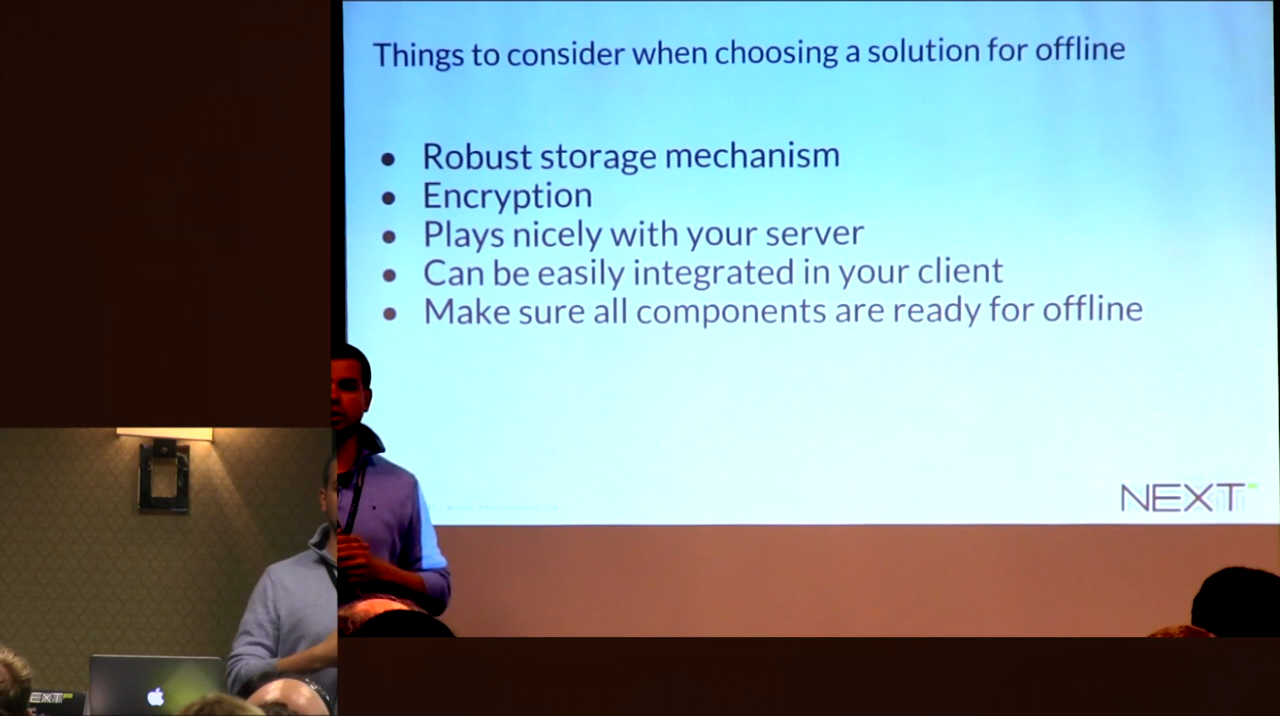 Things to consider when choosing a solution for offline
● Robust storage mechanism
● Encryption
● Plays nicely with your server
● Can be easily integrated in your client
● Make sure all components are ready for offline
NEXT
EXT